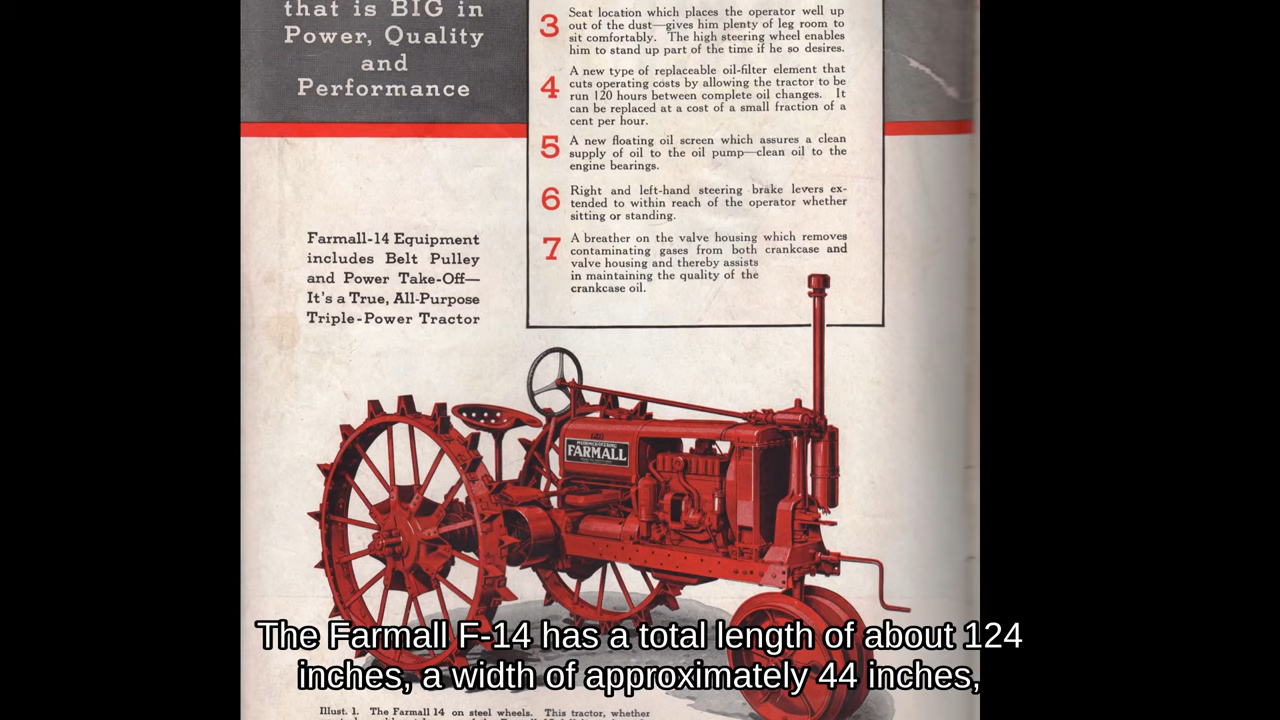 that is BIG in
Power, Quality
and
Performance
3 Seat location which places the operator well up
out of the dust—gives him plenty of leg room to
sit comfortably. The high steering wheel enables
him to stand up part of the time if he so desires.
4 A new type of replaceable oil-filter element that
cuts operating costs by allowing the tractor to be
run 120 hours between complete oil changes. It
can be replaced at a cost of a small fraction of a
cent per hour.
5 A new floating oil screen which assures a clean
supply of oil to the oil pump—clean oil to the
engine bearings.
6 Right and left-hand steering brake levers ex-
tended to within reach of the operator whether
sitting or standing.
7 A breather on the valve housing which removes
contaminating gases from both crankcase and
valve housing and thereby assists
in maintaining the quality of the
crankcase oil.
Farmall-14 Equipment
includes Belt Pulley
and Power Take-Off—
It's a True, All-Purpose
Triple-Power Tractor
McCORMICK-DEERING
FARMALL
The Farmall F-14 has a total length of about 124
inches, a width of approximately 44 inches,
Illust. 1. The Farmall 14 on steel wheels. This tractor, whether